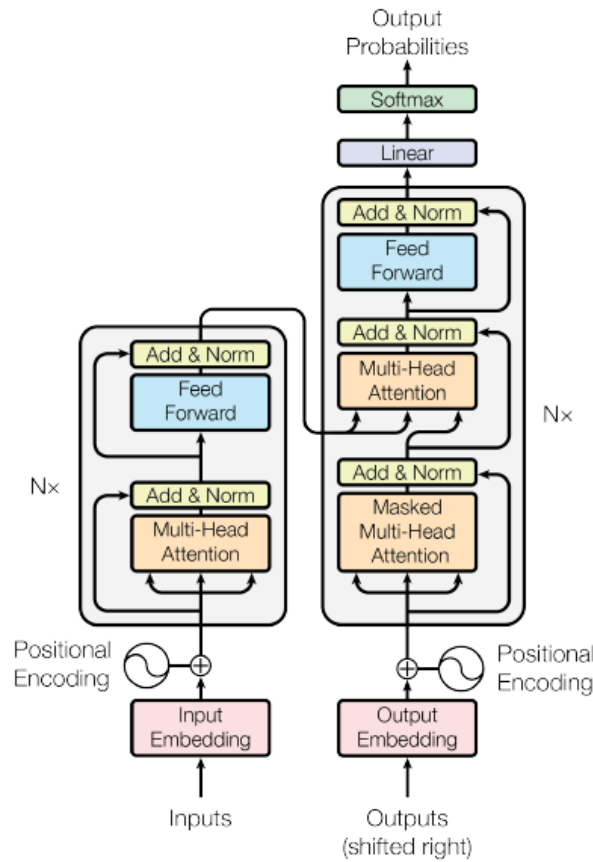 Output
Probabilities
Softmax
Linear
Add & Norm
Feed
Forward
Add & Norm
Multi-Head
Attention
Add & Norm
Masked
Multi-Head
Attention
N×
Add & Norm
Feed
Forward
Add & Norm
Multi-Head
Attention
N×
Positional
Encoding
Positional
Encoding
Input
Embedding
Output
Embedding
Inputs
Outputs
(shifted right)